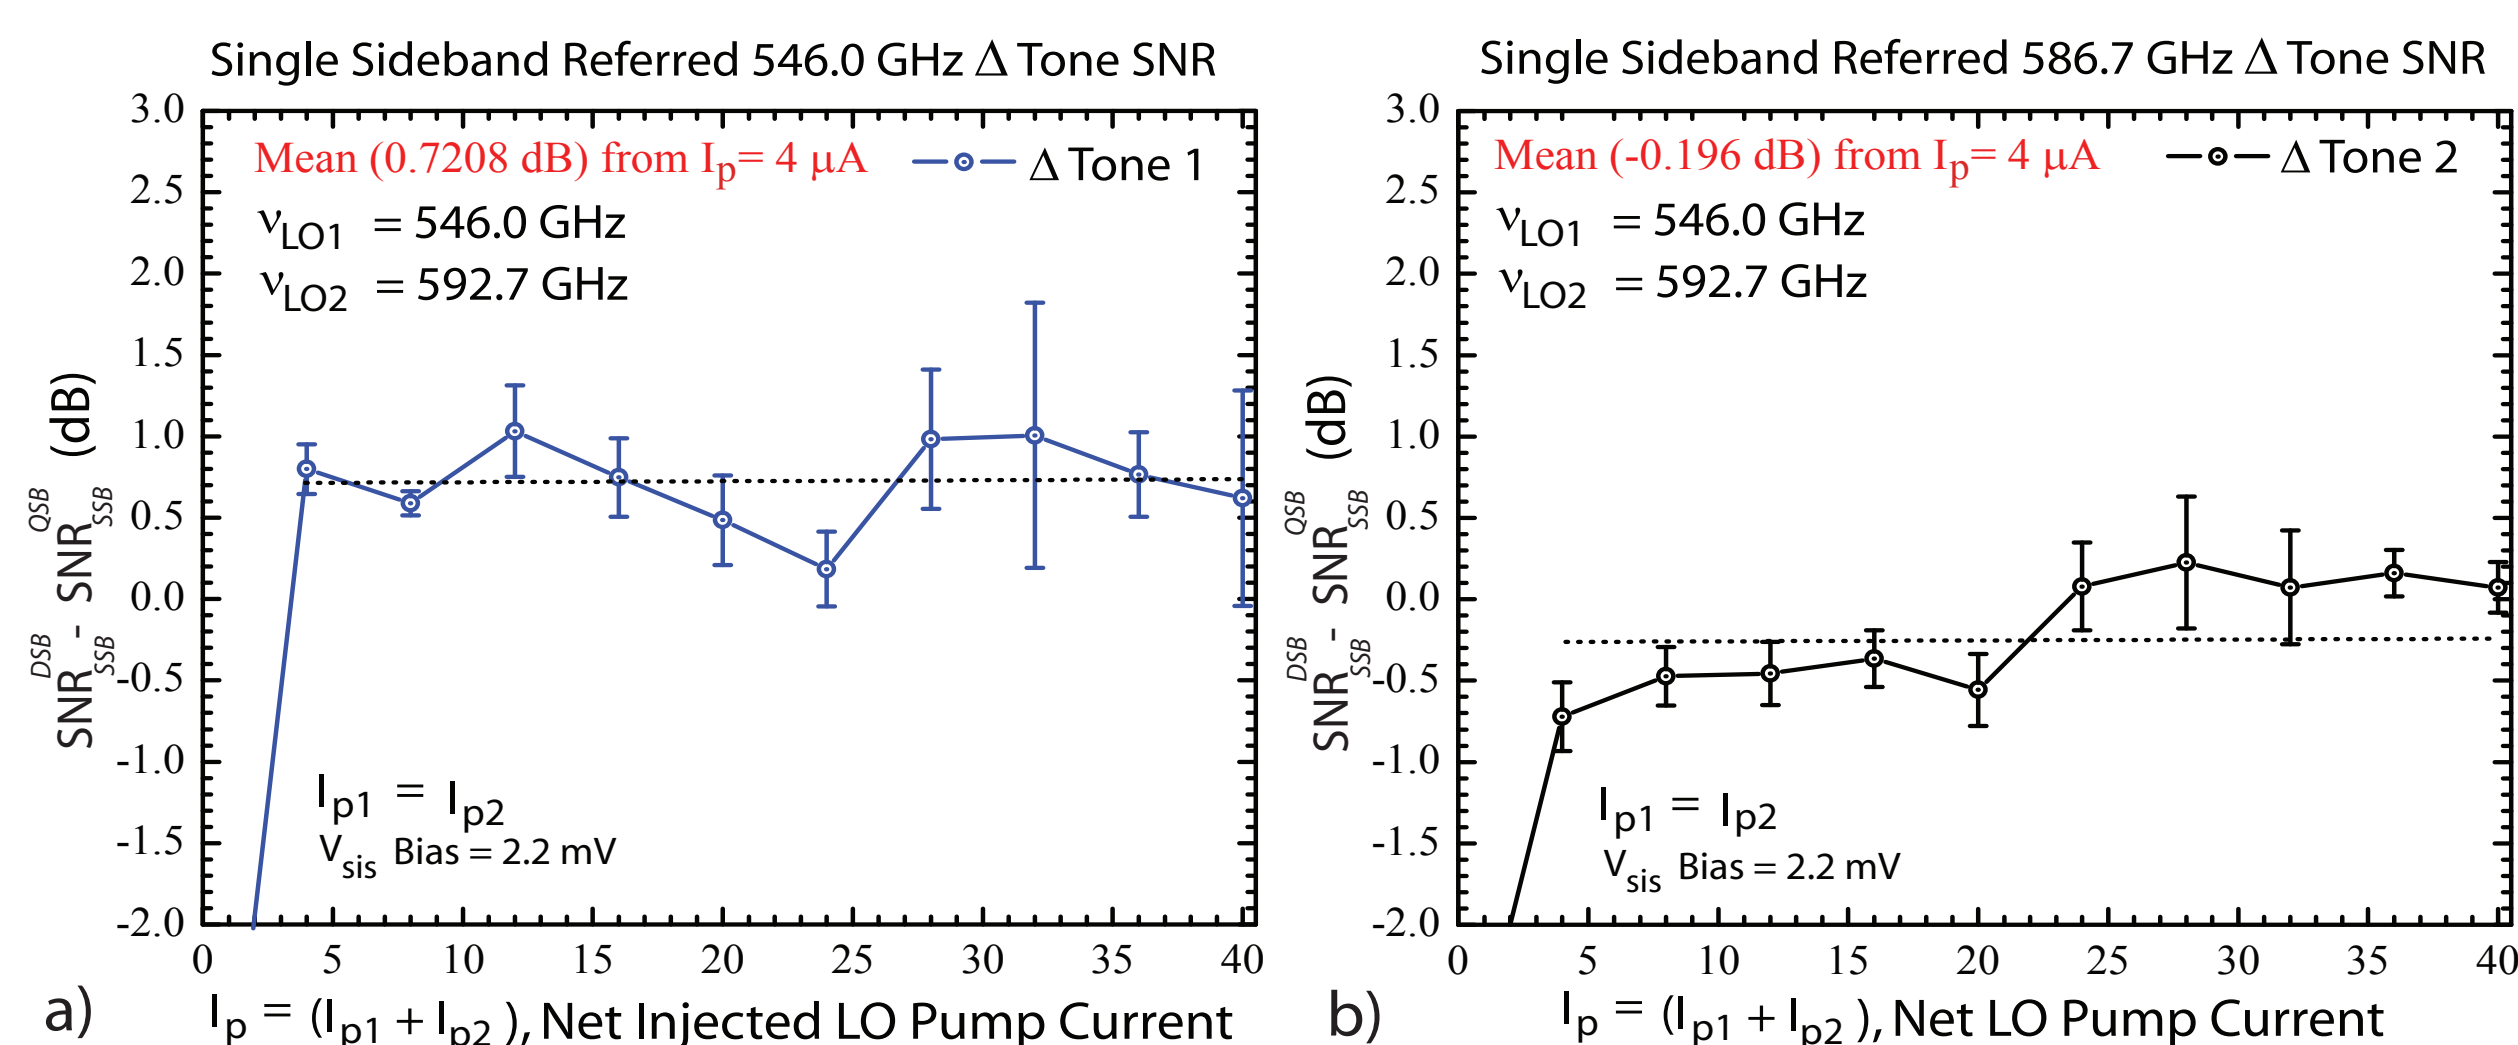 Single Sideband Referred 546.0 GHz Δ Tone SNR
3.0
2.5
2.0
1.5
1.0
0.5
0.0
-0.5
-1.0
-1.5
-2.0
Mean (0.7208 dB) from Ip= 4 μA
Δ Tone 1
νLO1 = 546.0 GHz
νLO2 = 592.7 GHz
SNR DSB SSB - SNR QSB SSB (dB)
Ip1 = Ip2
Vsis Bias = 2.2 mV
0 5 10 15 20 25 30 35 40
a)
Ip = (Ip1 + Ip2 ), Net Injected LO Pump Current
Single Sideband Referred 586.7 GHz Δ Tone SNR
3.0
2.5
2.0
1.5
1.0
0.5
0.0
-0.5
-1.0
-1.5
-2.0
Mean (-0.196 dB) from Ip= 4 μA
Δ Tone 2
νLO1 = 546.0 GHz
νLO2 = 592.7 GHz
SNR DSB SSB - SNR QSB SSB (dB)
Ip1 = Ip2
Vsis Bias = 2.2 mV
0 5 10 15 20 25 30 35 40
b)
Ip = (Ip1 + Ip2 ), Net LO Pump Current